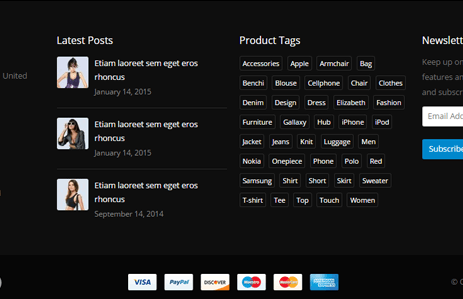 United
Latest Posts
Etiam laoreet sem eget eros
rhoncus
January 14, 2015
Etiam laoreet sem eget eros
rhoncus
January 14, 2015
Etiam laoreet sem eget eros
rhoncus
September 14, 2014
Product Tags
Accessories Apple Armchair Bag
Benchi Blouse Cellphone Chair Clothes
Denim Design Dress Elizabeth Fashion
Furniture Gallaxy Hub iPhone iPod
Jacket Jeans Knit Luggage Men
Nokia Onepiece Phone Polo Red
Samsung Shirt Short Skirt Sweater
T-shirt Tee Top Touch Women
Newslett
Keep up on
features an
and subscr
Email Add
Subscribe
VISA PayPal DISCOVER Maestro MasterCard AMERICAN EXPRESS
©